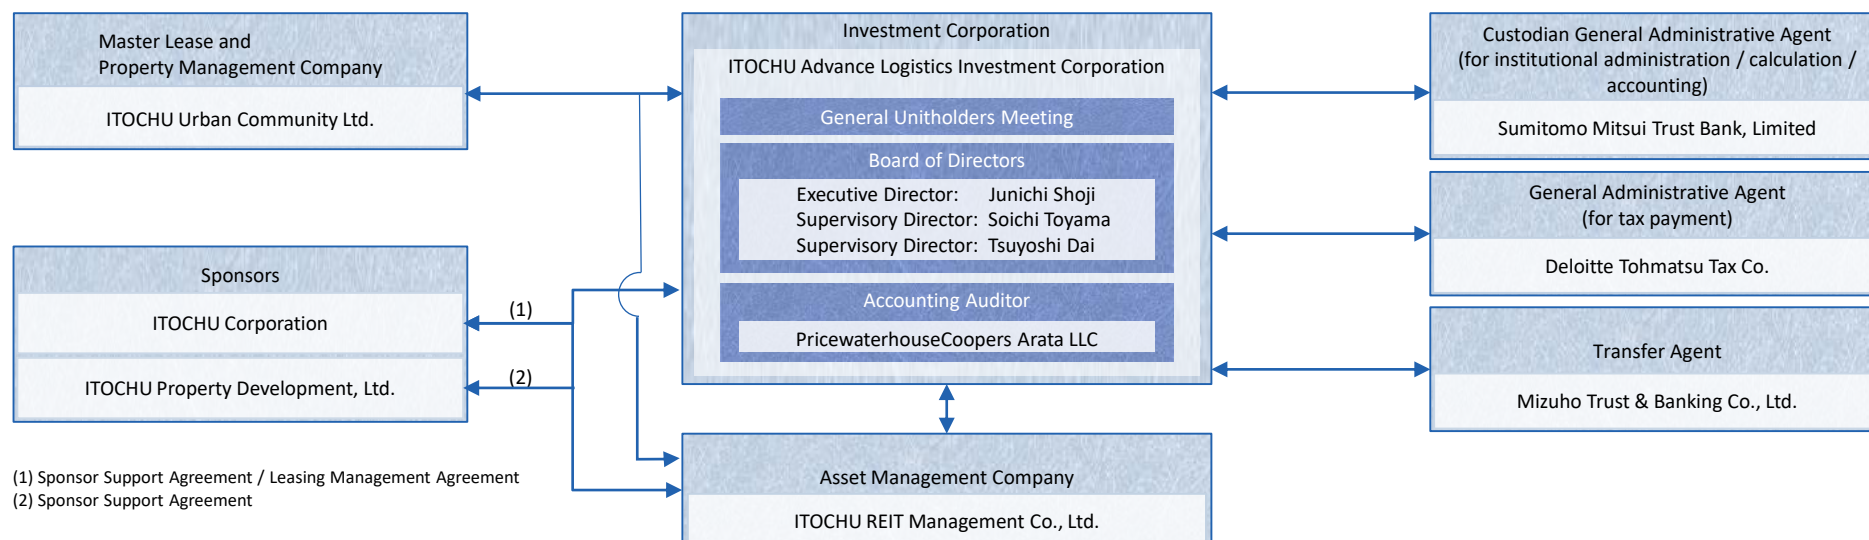 Master Lease and
Property Management Company
ITOCHU Urban Community Ltd.
Sponsors
ITOCHU Corporation
ITOCHU Property Development, Ltd.
(1)
(2)
(1) Sponsor Support Agreement / Leasing Management Agreement
(2) Sponsor Support Agreement
Investment Corporation
ITOCHU Advance Logistics Investment Corporation
General Unitholders Meeting
Board of Directors
Executive Director: Junichi Shoji
Supervisory Director: Soichi Toyama
Supervisory Director: Tsuyoshi Dai
Accounting Auditor
PricewaterhouseCoopers Arata LLC
Asset Management Company
ITOCHU REIT Management Co., Ltd.
Custodian General Administrative Agent
(for institutional administration / calculation /
accounting)
Sumitomo Mitsui Trust Bank, Limited
General Administrative Agent
(for tax payment)
Deloitte Tohmatsu Tax Co.
Transfer Agent
Mizuho Trust & Banking Co., Ltd.